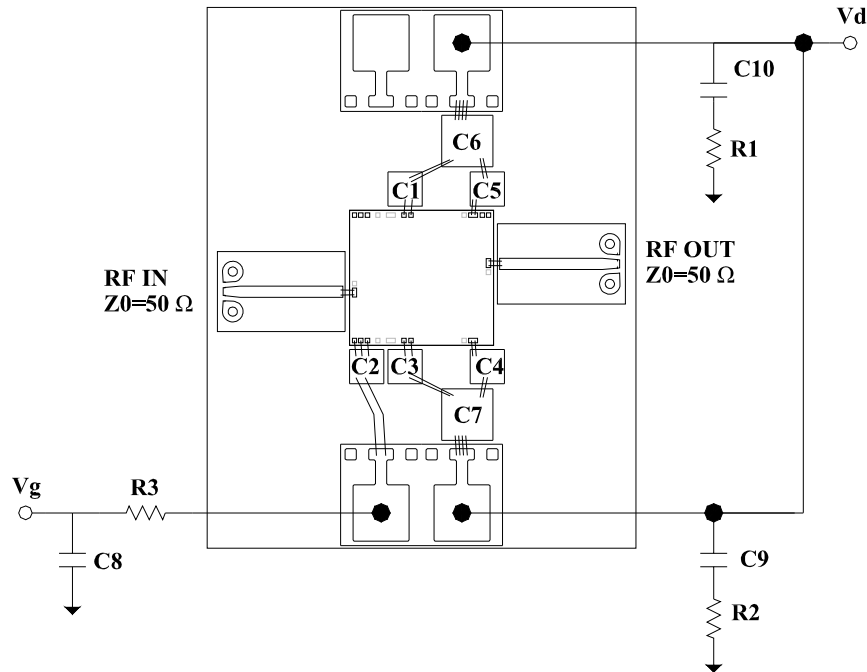 Vd
C10
C6
R1
C1
C5
RF IN
Z0=50 Ω
RF OUT
Z0=50 Ω
C2
C3
C4
C7
Vg
R3
C8
C9
R2